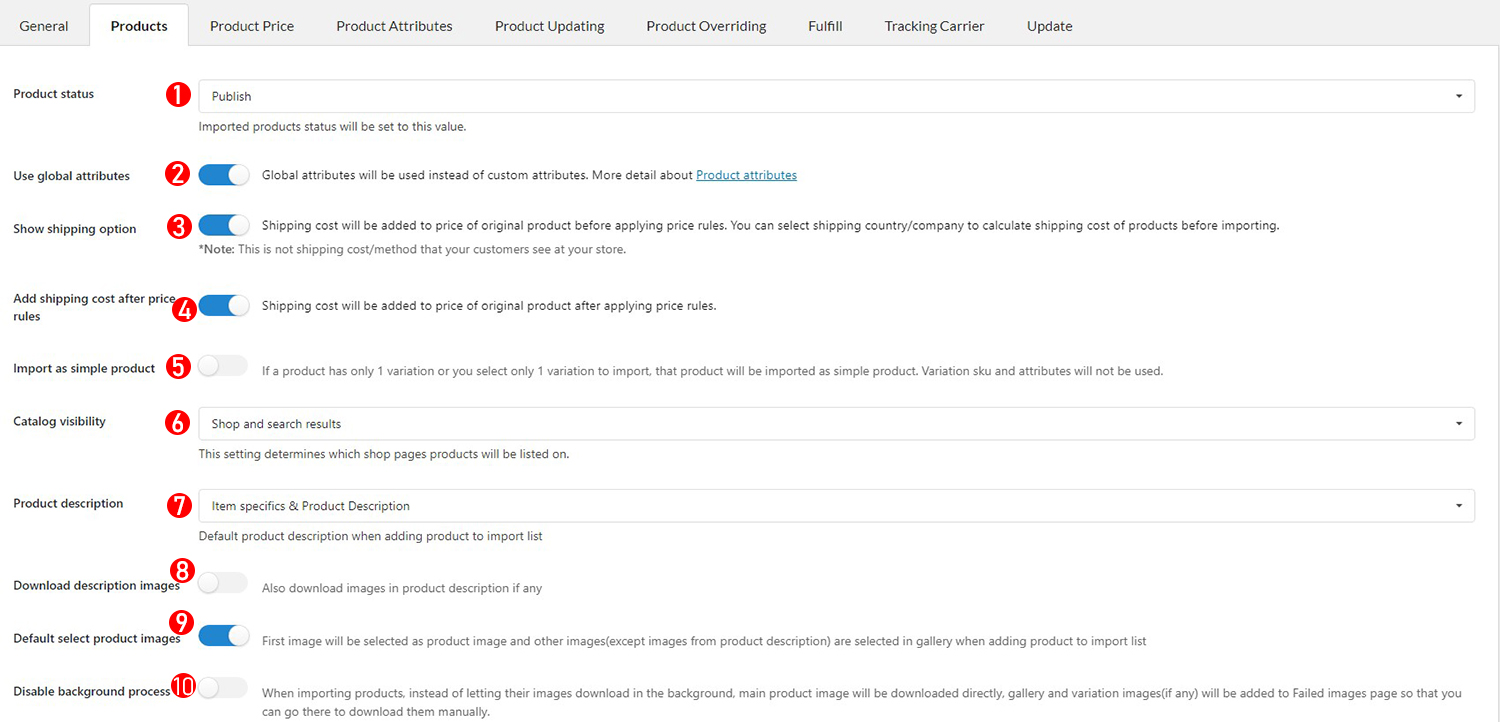 General Products Product Price Product Attributes Product Updating Product Overriding Fulfill Tracking Carrier Update
Product status 1 Publish
Imported products status will be set to this value.
Use global attributes 2 Global attributes will be used instead of custom attributes. More detail about Product attributes
Show shipping option 3 Shipping cost will be added to price of original product before applying price rules. You can select shipping country/company to calculate shipping cost of products before importing.
*Note: This is not shipping cost/method that your customers see at your store.
Add shipping cost after price
rules 4 Shipping cost will be added to price of original product after applying price rules.
Import as simple product 5 If a product has only 1 variation or you select only 1 variation to import, that product will be imported as simple product. Variation sku and attributes will not be used.
Catalog visibility 6 Shop and search results
This setting determines which shop pages products will be listed on.
Product description 7 Item specifics & Product Description
Default product description when adding product to import list
Download description images 8 Also download images in product description if any
Default select product images 9 First image will be selected as product image and other images(except images from product description) are selected in gallery when adding product to import list
Disable background process 10 When importing products, instead of letting their images download in the background, main product image will be downloaded directly, gallery and variation images(if any) will be added to Failed images page so that you
can go there to download them manually.